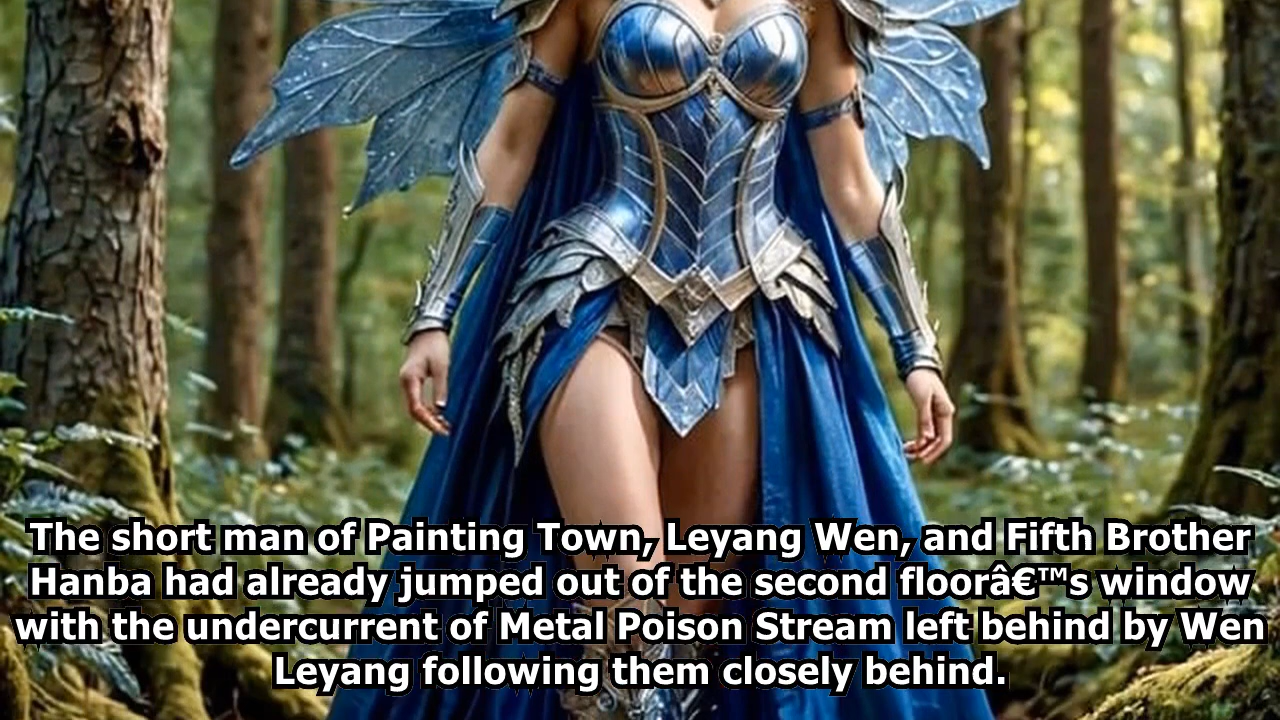 The short man of Painting Town, Leyang Wen, and Fifth Brother
Hanba had already jumped out of the second floorâ€™s window
with the undercurrent of Metal Poison Stream left behind by Wen
Leyang following them closely behind.